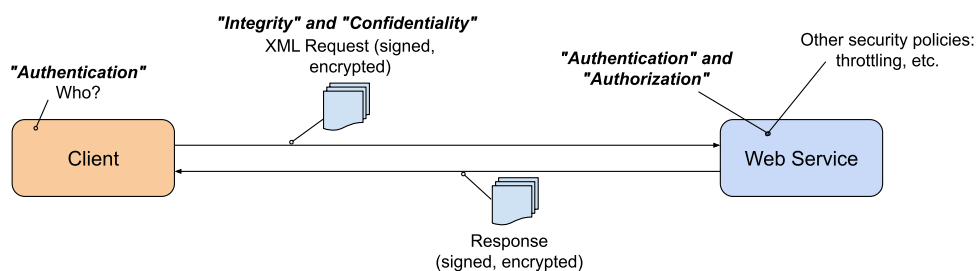 "Integrity" and "Confidentiality"
XML Request (signed,
encrypted)
"Authentication"
Who?
"Authentication" and
"Authorization"
Other security policies:
throttling, etc.
Client
Web Service
Response
(signed, encrypted)